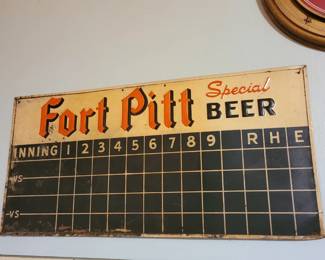 Fort Pitt Special BEER
INNING 1 2 3 4 5 6 7 8 9 R H E
VS
VS